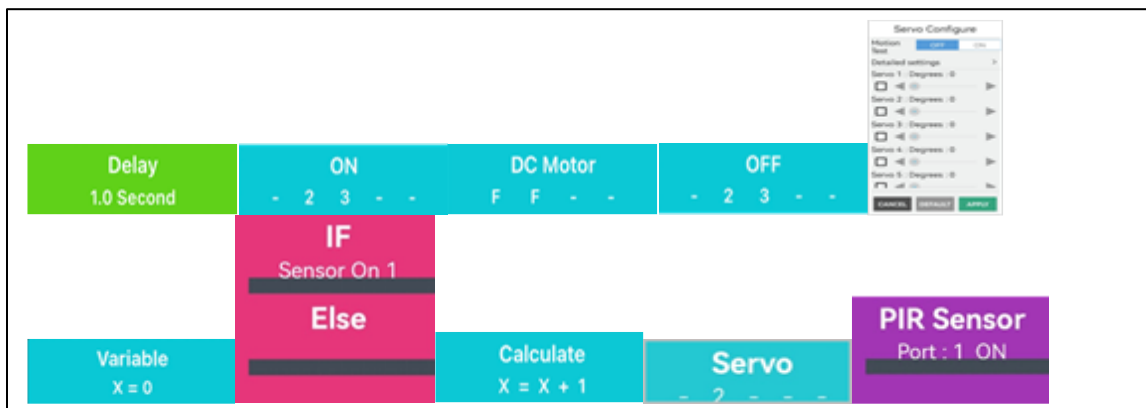 Servo Configure
Motion Test OFF ON
Detailed settings >
Servo 1 : Degrees : 0
Servo 2 : Degrees : 0
Servo 3 : Degrees : 0
Servo 4 : Degrees : 0
Servo 5 : Degrees : 0
CANCEL DEFAULT APPLY
Delay
1.0 Second
ON
- 2 3 - -
DC Motor
F F - -
OFF
- 2 3 - -
IF
Sensor On 1
Else
Variable
X = 0
Calculate
X = X + 1
Servo
- 2 - - -
PIR Sensor
Port : 1 ON